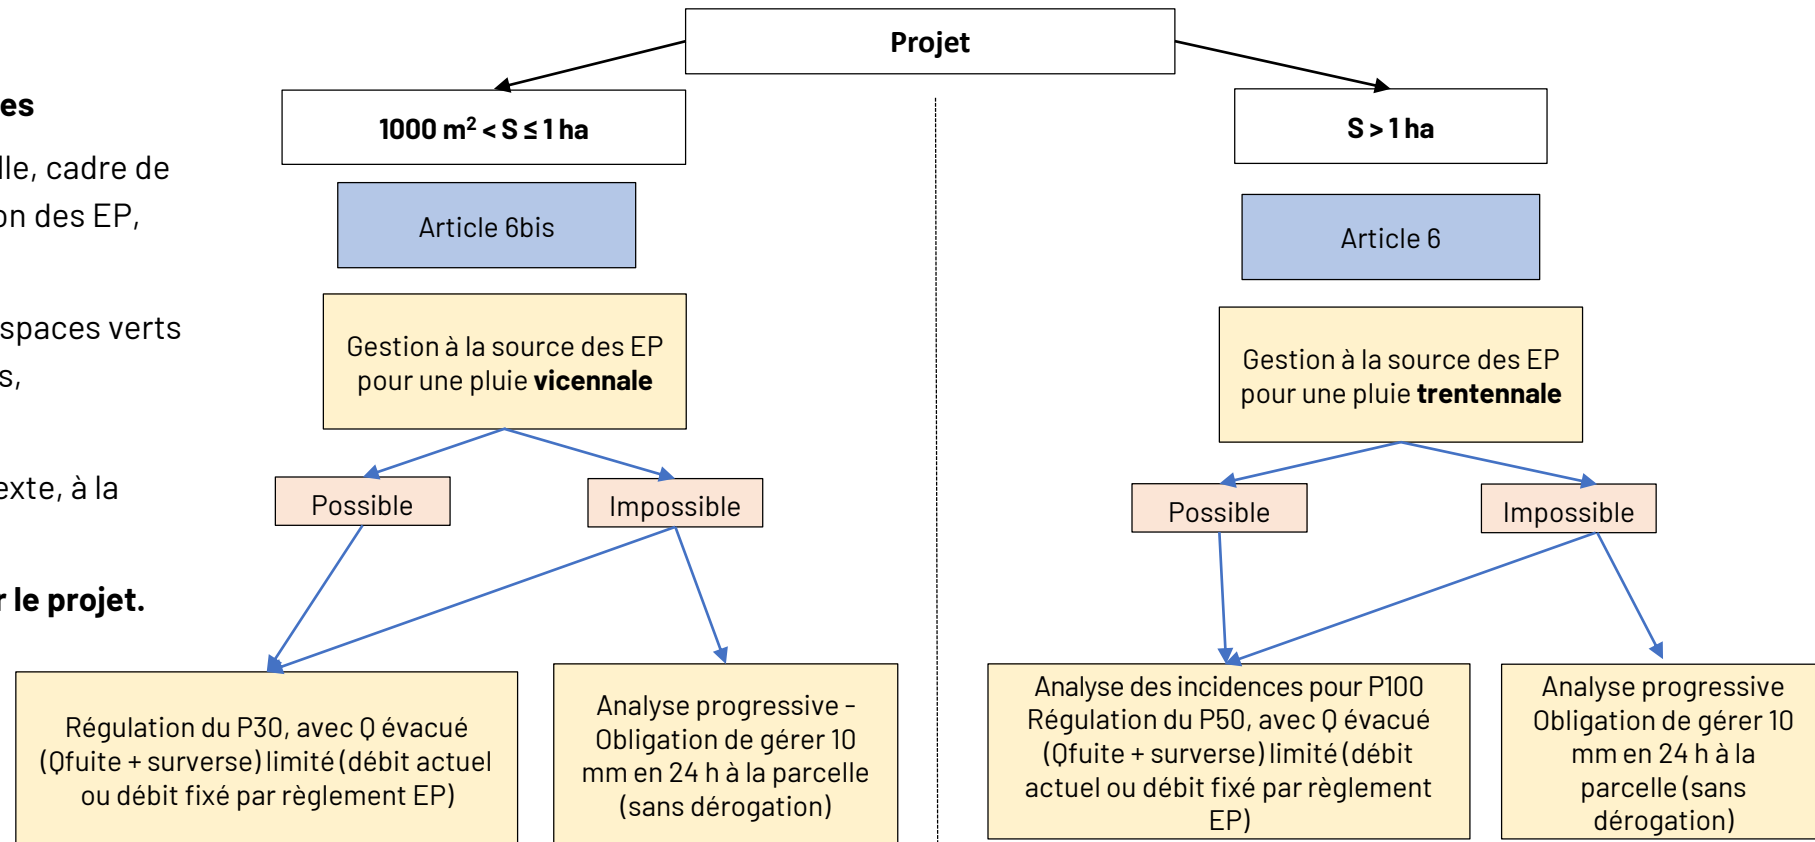 Projet
es
lle, cadre de
on des EP,
spaces verts
s,
exte, à la
r le projet.
1000 m² < S ≤ 1 ha
Article 6bis
Gestion à la source des EP
pour une pluie vicennale
Possible
Impossible
Régulation du P30, avec Q évacué
(Qfuite + surverse) limité (débit actuel
ou débit fixé par règlement EP)
Analyse progressive -
Obligation de gérer 10
mm en 24 h à la parcelle
(sans dérogation)
S > 1 ha
Article 6
Gestion à la source des EP
pour une pluie trentennale
Possible
Impossible
Analyse des incidences pour P100
Régulation du P50, avec Q évacué
(Qfuite + surverse) limité (débit
actuel ou débit fixé par règlement
EP)
Analyse progressive
Obligation de gérer 10
mm en 24 h à la
parcelle (sans
dérogation)